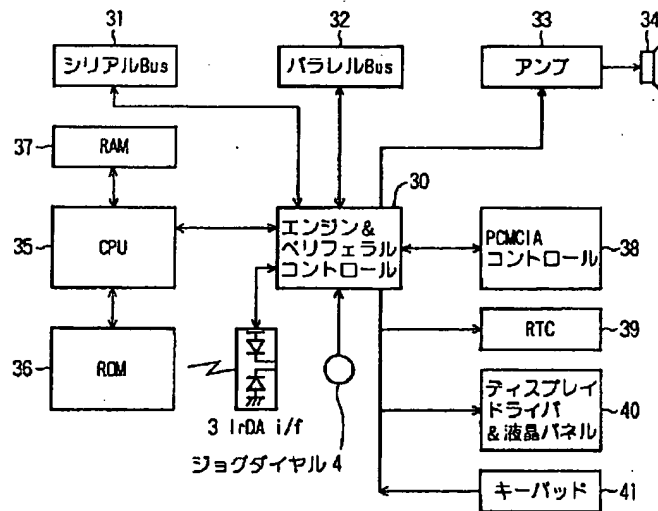 31
32
33
34
シリアルBus
パラレルBus
アンプ
37
RAM
30
35
CPU
エンジン&
ペリフェラル
コントロール
PCMCIA
コントロール
38
36
ROM
RTC
39
3 IrDA i/f
ディスプレイ
ドライバ
&液晶パネル
40
ジョグダイヤル4
キーパッド
41